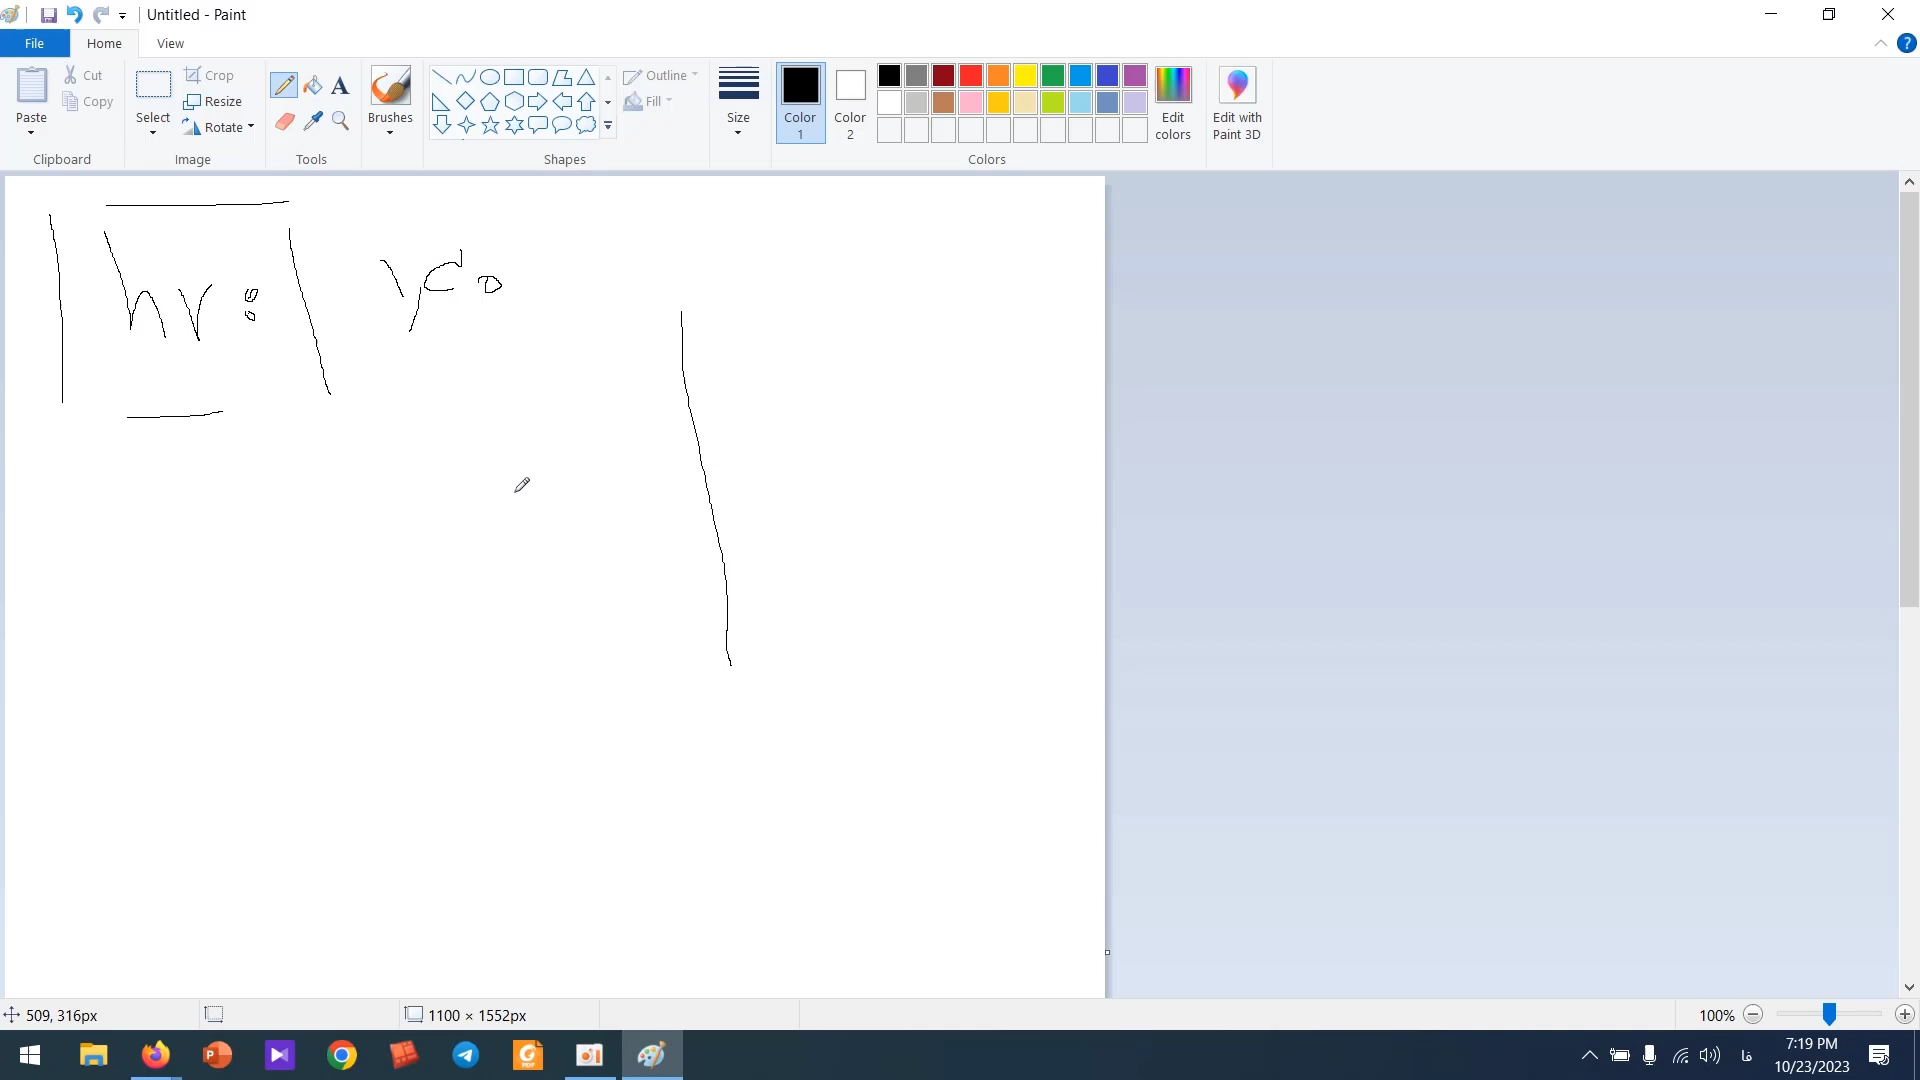 Untitled - Paint
File Home View
Paste Cut Copy Select Crop Resize Rotate Brushes Outline Fill Size Color 1 Color 2 Edit colors Edit with Paint 3D
Clipboard Image Tools Shapes Colors
hr:
509, 316px 1100 × 1552px 100%
فا 7:19 PM
10/23/2023